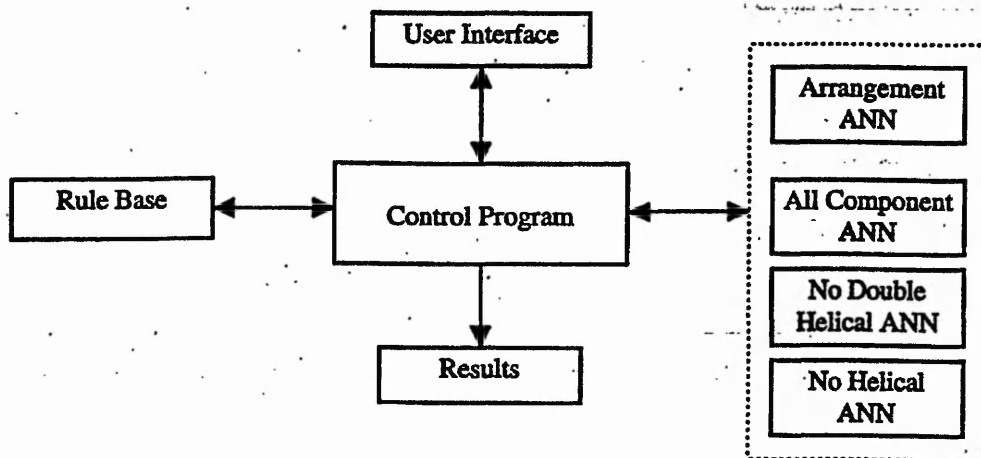 User Interface
Arrangement
ANN
Rule Base
Control Program
All Component
ANN
No Double
Helical ANN
Results
No Helical
ANN